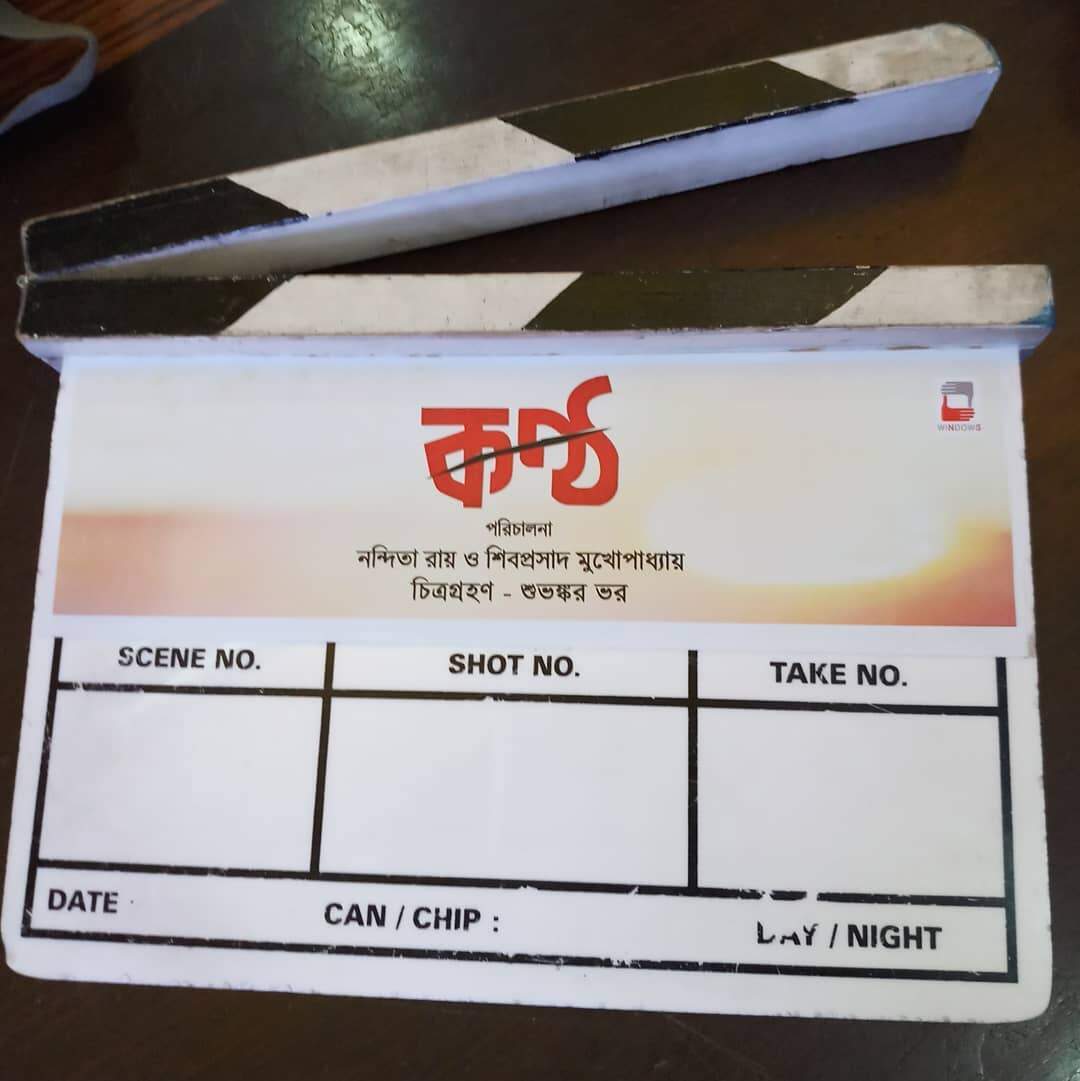 কণ্ঠ
WINDOWS
পরিচালনা
নন্দিতা রায় ও শিবপ্রসাদ মুখোপাধ্যায়
চিত্রগ্রহণ - শুভঙ্কর ভর
SCENE NO. SHOT NO. TAKE NO.
DATE CAN / CHIP : DAY / NIGHT